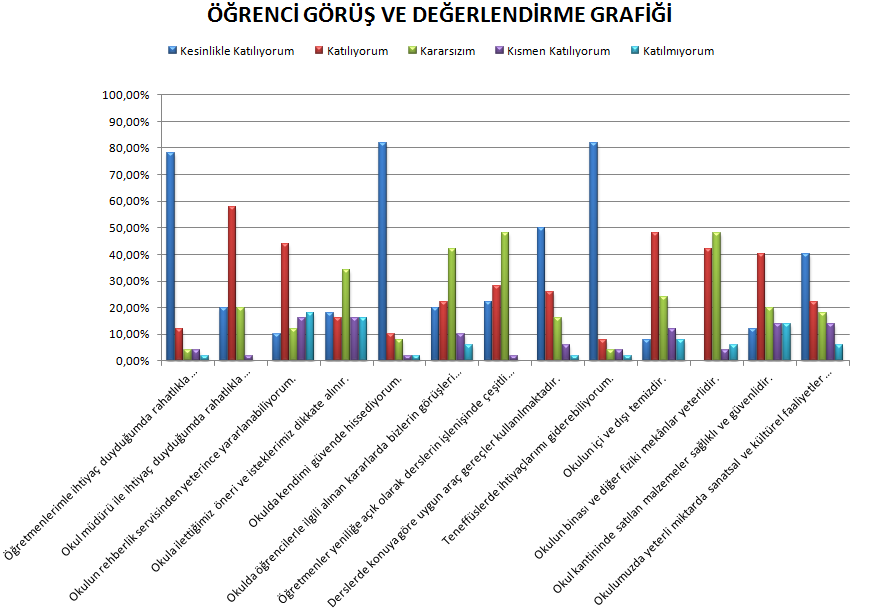 ÖĞRENCİ GÖRÜŞ VE DEĞERLENDİRME GRAFİĞİ
Kesinlikle Katılıyorum Katılıyorum Kararsızım Kısmen Katılıyorum Katılmıyorum
100,00%
90,00%
80,00%
70,00%
60,00%
50,00%
40,00%
30,00%
20,00%
10,00%
0,00%
Öğretmenlerimle ihtiyaç duyduğumda rahatlıkla…
Okul müdürü ile ihtiyaç duyduğumda rahatlıkla…
Okulun rehberlik servisinden yeterince yararlanabiliyorum.
Okula ilettiğimiz öneri ve isteklerimiz dikkate alınır.
Okulda kendimi güvende hissediyorum.
Okulda öğrencilerle ilgili alınan kararlarda bizlerin görüşleri…
Öğretmenler yeniliğe açık olarak derslerin işlenişinde çeşitli…
Derslerde konuya göre uygun araç gereçler kullanılmaktadır.
Teneffüslerde ihtiyaçlarımı giderebiliyorum.
Okulun içi ve dışı temizdir.
Okulun binası ve diğer fiziki mekânlar yeterlidir.
Okul kantininde satılan malzemeler sağlıklı ve güvenlidir.
Okulumuzda yeterli miktarda sanatsal ve kültürel faaliyetler…